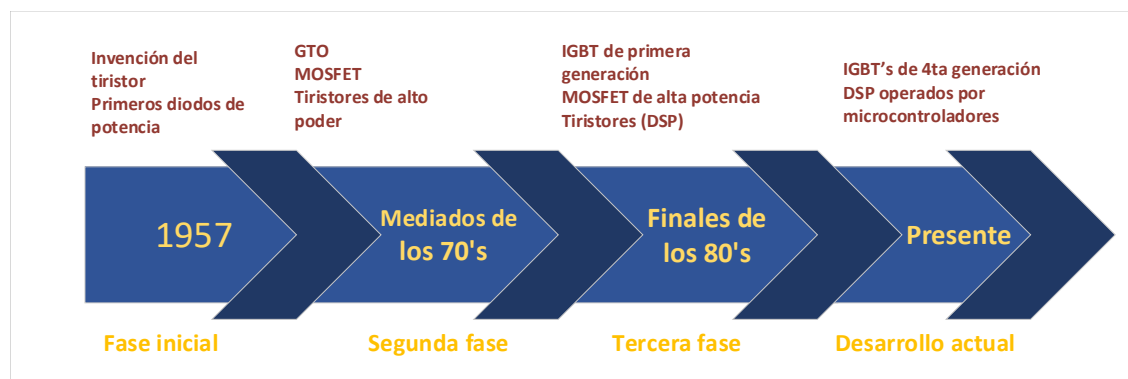 Invención del
tiristor
Primeros diodos de
potencia
GTO
MOSFET
Tiristores de alto
poder
IGBT de primera
generación
MOSFET de alta potencia
Tiristores (DSP)
IGBT’s de 4ta generación
DSP operados por
microcontroladores
1957
Mediados de
los 70's
Finales de
los 80's
Presente
Fase inicial
Segunda fase
Tercera fase
Desarrollo actual